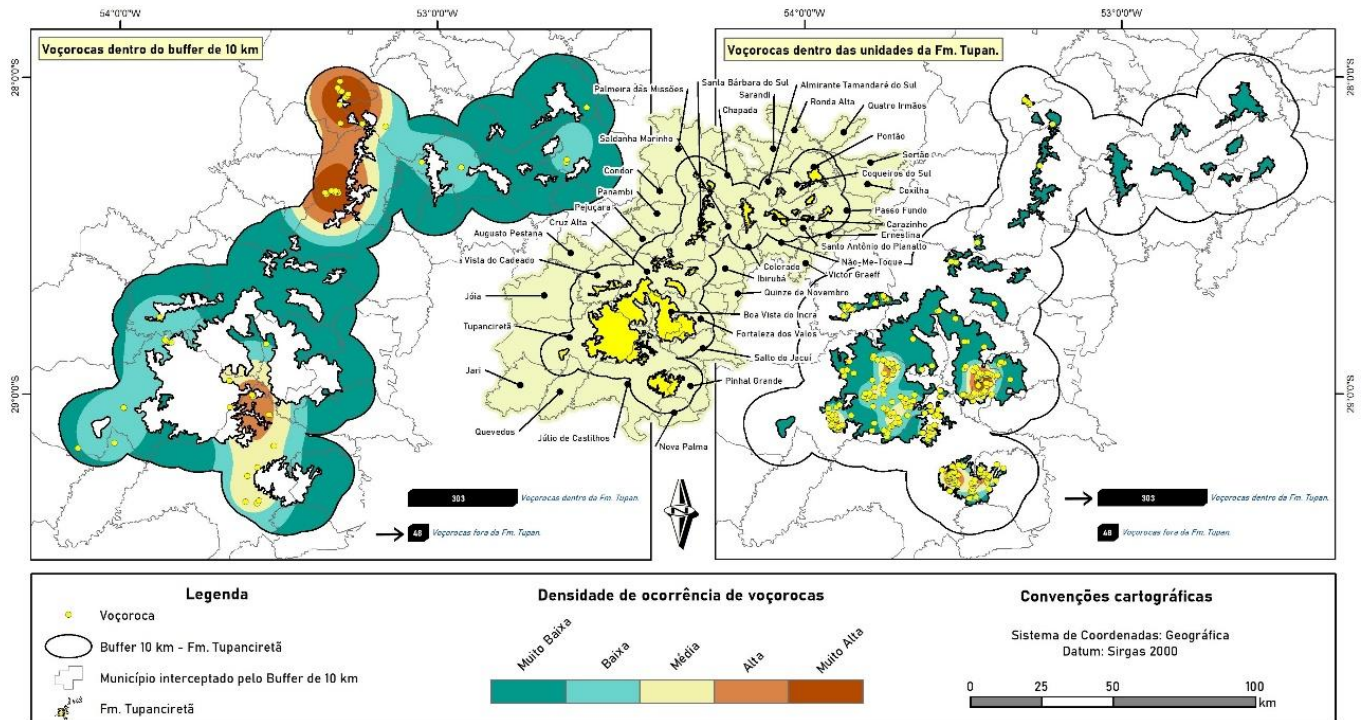 54°0'0"W
53°0'0"W
54°0'0"W
53°0'0"W
28°0'0"S
29°0'0"S
28°0'0"S
29°0'0"S
Voçorocas dentro do buffer de 10 km
Voçorocas dentro das unidades da Fm. Tupan.
Palmeira das Missões
Santa Bárbara do Sul
Sarandi
Chapada
Almirante Tamandaré do Sul
Ronda Alta
Quatro Irmãos
Pontão
Saldanha Marinho
Sertão
Coqueiros do Sul
Coxilha
Condor
Panambi
Pejuçara
Cruz Alta
Augusto Pestana
Vista do Cadeado
Passo Fundo
Carazinho
Ernestina
Santo Antônio do Planalto
Não-Me-Toque
Victor Graeff
Colorado
Ibirubá
Quinze de Novembro
Jóia
Boa Vista do Incra
Fortaleza dos Valos
Tupanciretã
Salto do Jacuí
Jari
Pinhal Grande
Quevedos
Júlio de Castilhos
Nova Palma
303 Voçorocas dentro da Fm. Tupan.
48 Voçorocas fora da Fm. Tupan.
303 Voçorocas dentro da Fm. Tupan.
48 Voçorocas fora da Fm. Tupan.
Legenda
Voçoroca
Buffer 10 km - Fm. Tupanciretã
Município interceptado pelo Buffer de 10 km
Fm. Tupanciretã
Densidade de ocorrência de voçorocas
Muito Baixa
Baixa
Média
Alta
Muito Alta
Convenções cartográficas
Sistema de Coordenadas: Geográfica
Datum: Sirgas 2000
0 25 50 100
km